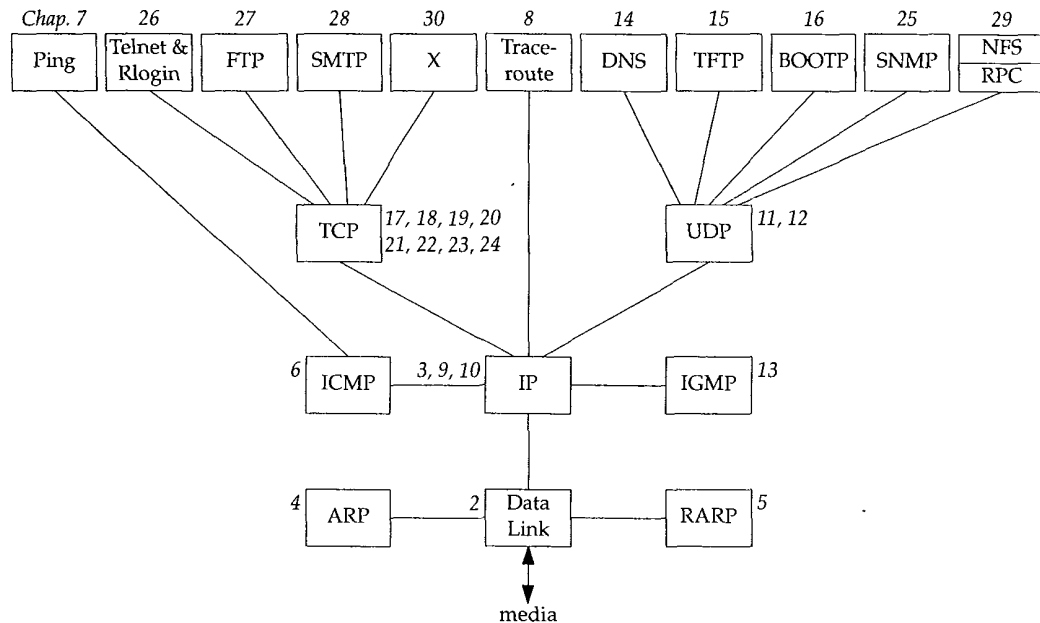 Chap. 7 26 27 28 30 8 14 15 16 25 29
Ping
Telnet &
Rlogin
FTP
SMTP
X
Trace-
route
DNS
TFTP
BOOTP
SNMP
NFS
RPC
TCP
17, 18, 19, 20
21, 22, 23, 24
UDP
11, 12
6
ICMP
3, 9, 10
IP
IGMP
13
4
ARP
2
Data
Link
RARP
5
media